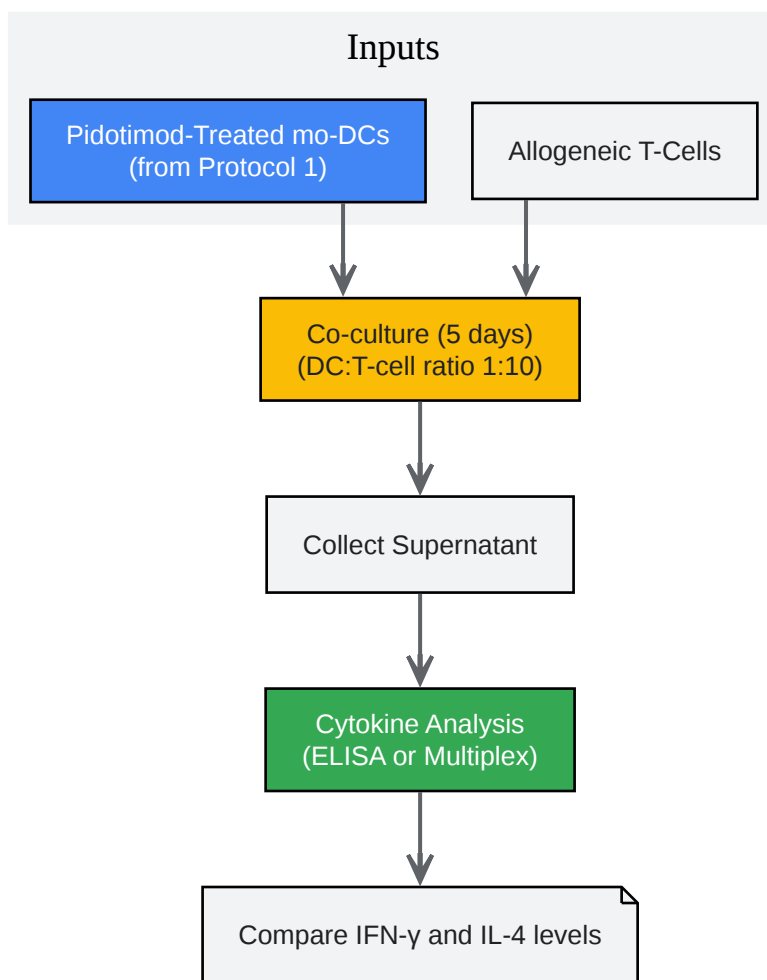 Inputs
Pidotimod-Treated mo-DCs
(from Protocol 1)
Allogeneic T-Cells
Co-culture (5 days)
(DC:T-cell ratio 1:10)
Collect Supernatant
Cytokine Analysis
(ELISA or Multiplex)
Compare IFN-γ and IL-4 levels